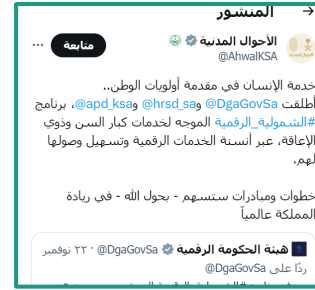 المنشور
الأحوال المدنية
متابعة
@AhwalKSA
خدمة الإنسان في مقدمة أولويات الوطن..
أطلقت @DgaGovSa و@hrsd_sa و@apd_ksa، برنامج
#الشمولية_الرقمية الموجه لخدمات كبار السن وذوي
الإعاقة، عبر أنسنة الخدمات الرقمية وتسهيل وصولها
لهم.
خطوات ومبادرات ستسهم - بحول الله - في ريادة
المملكة عالمياً
هيئة الحكومة الرقمية @DgaGovSa · ٢٢ نوفمبر
ردًا على @DgaGovSa